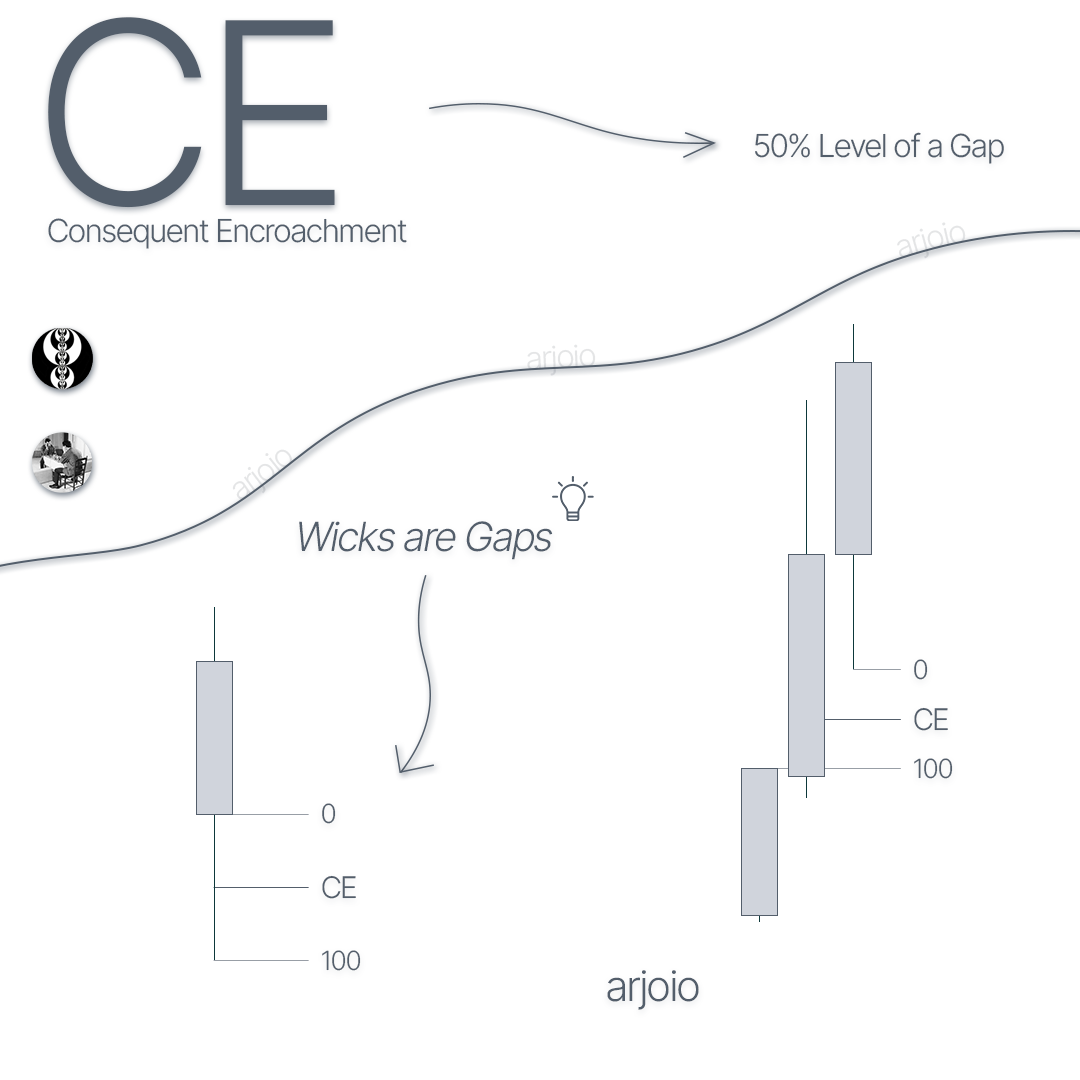 CE
50% Level of a Gap
Consequent Encroachment
arjoio
arjoio
arjoio
Wicks are Gaps
0
CE
100
0
CE
100
arjoio